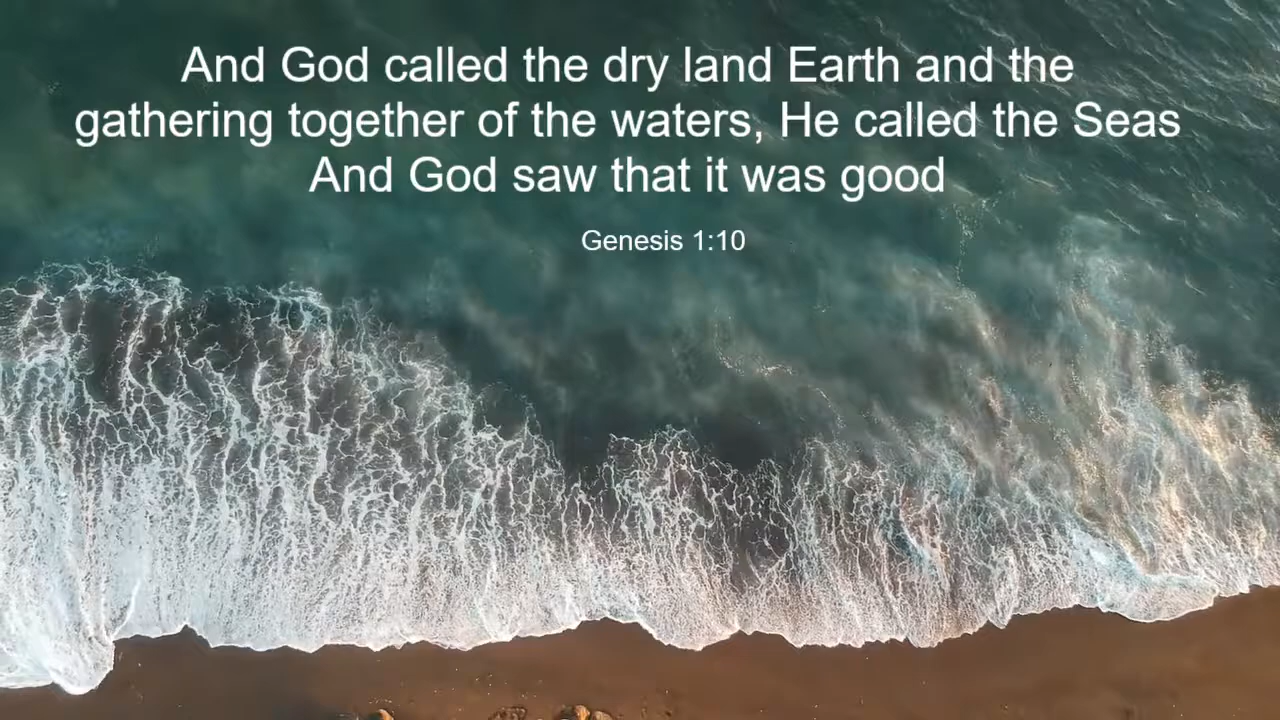 And God called the dry land Earth and the
gathering together of the waters, He called the Seas
And God saw that it was good
Genesis 1:10